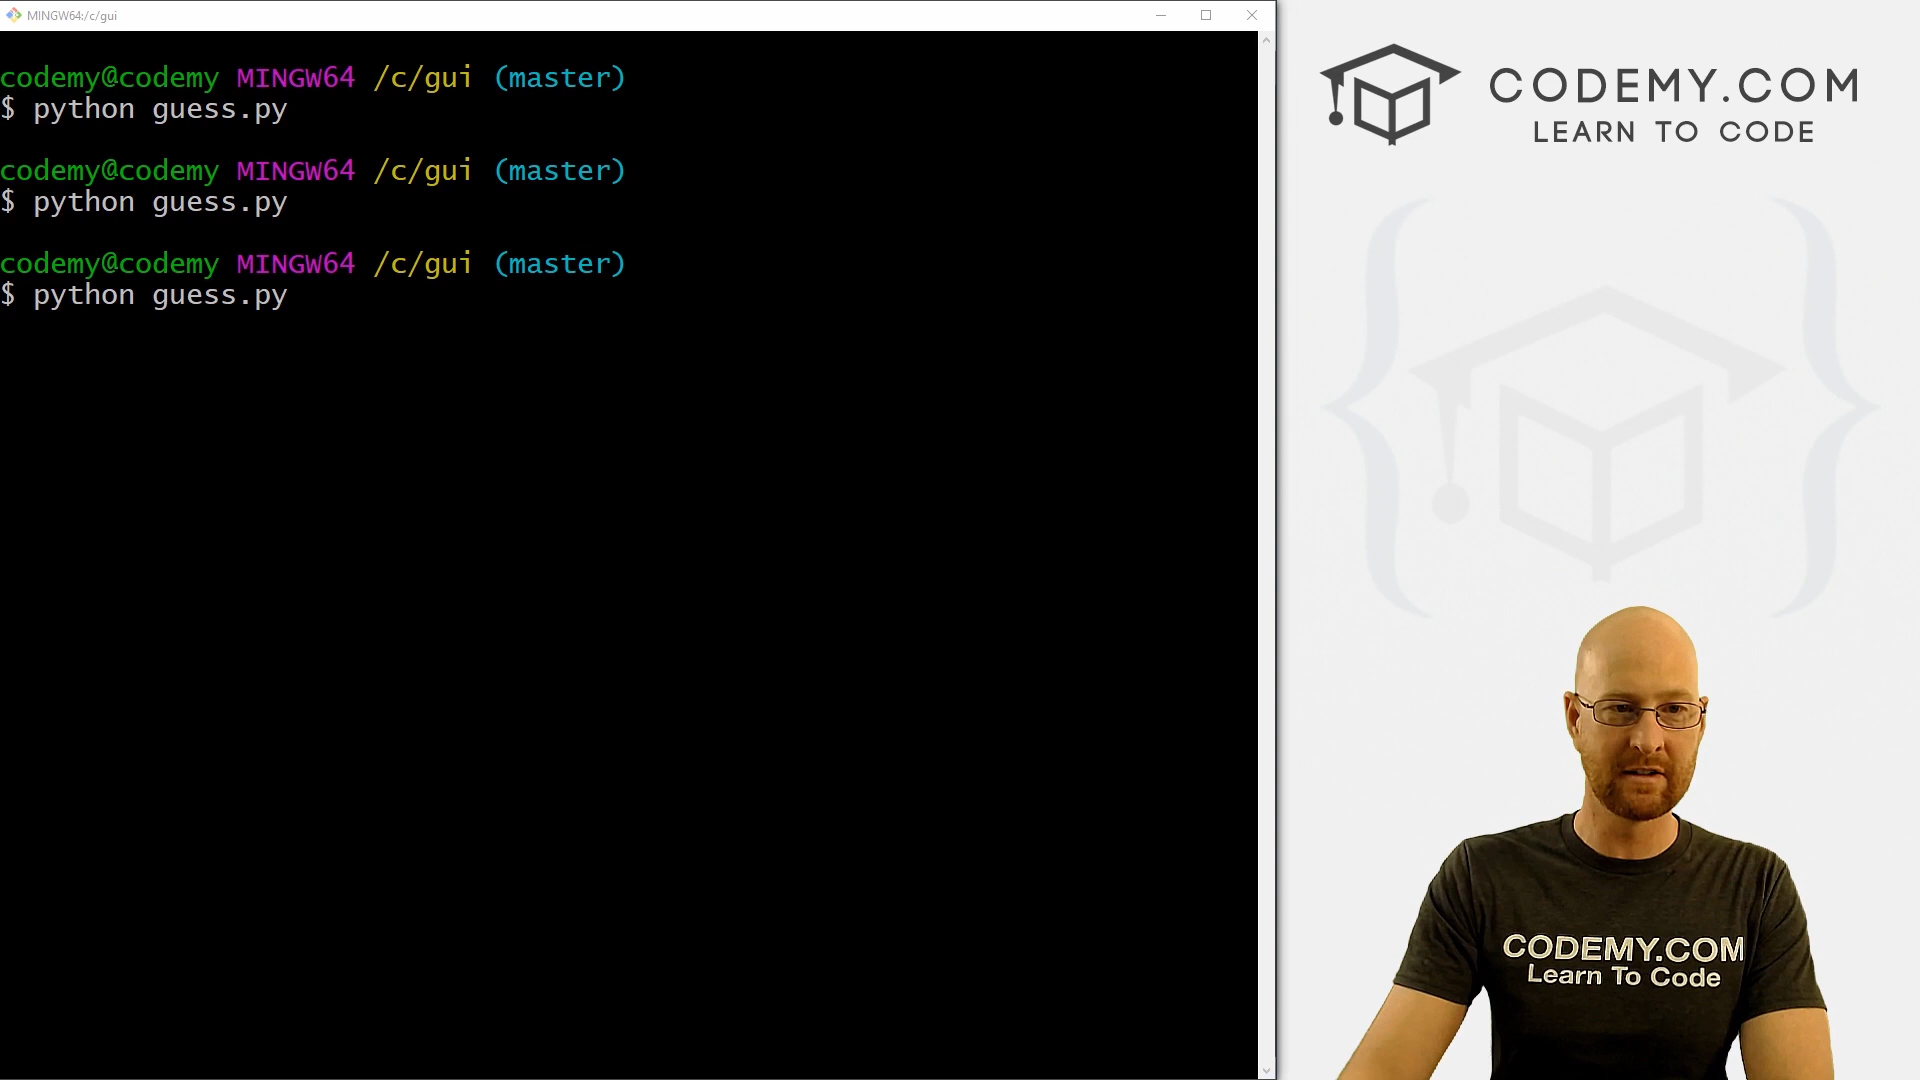 MINGW64:/c/gui
codemy@codemy MINGW64 /c/gui (master)
$ python guess.py
codemy@codemy MINGW64 /c/gui (master)
$ python guess.py
codemy@codemy MINGW64 /c/gui (master)
$ python guess.py
CODEMY.COM
LEARN TO CODE
CODEMY.COM
Learn To Code